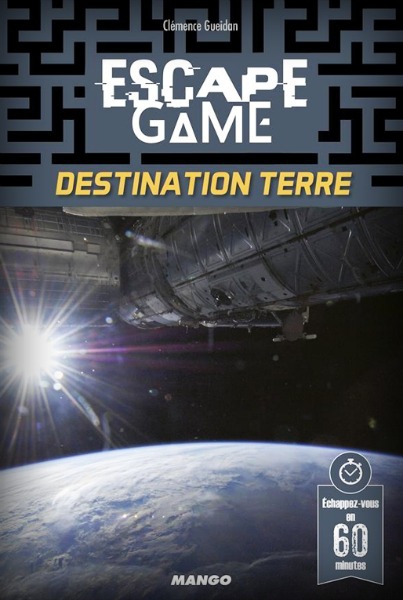 Clémence Gueidan
ESCAPE
GAME
DESTINATION TERRE
Échappez-vous
en
60
minutes
MANGO